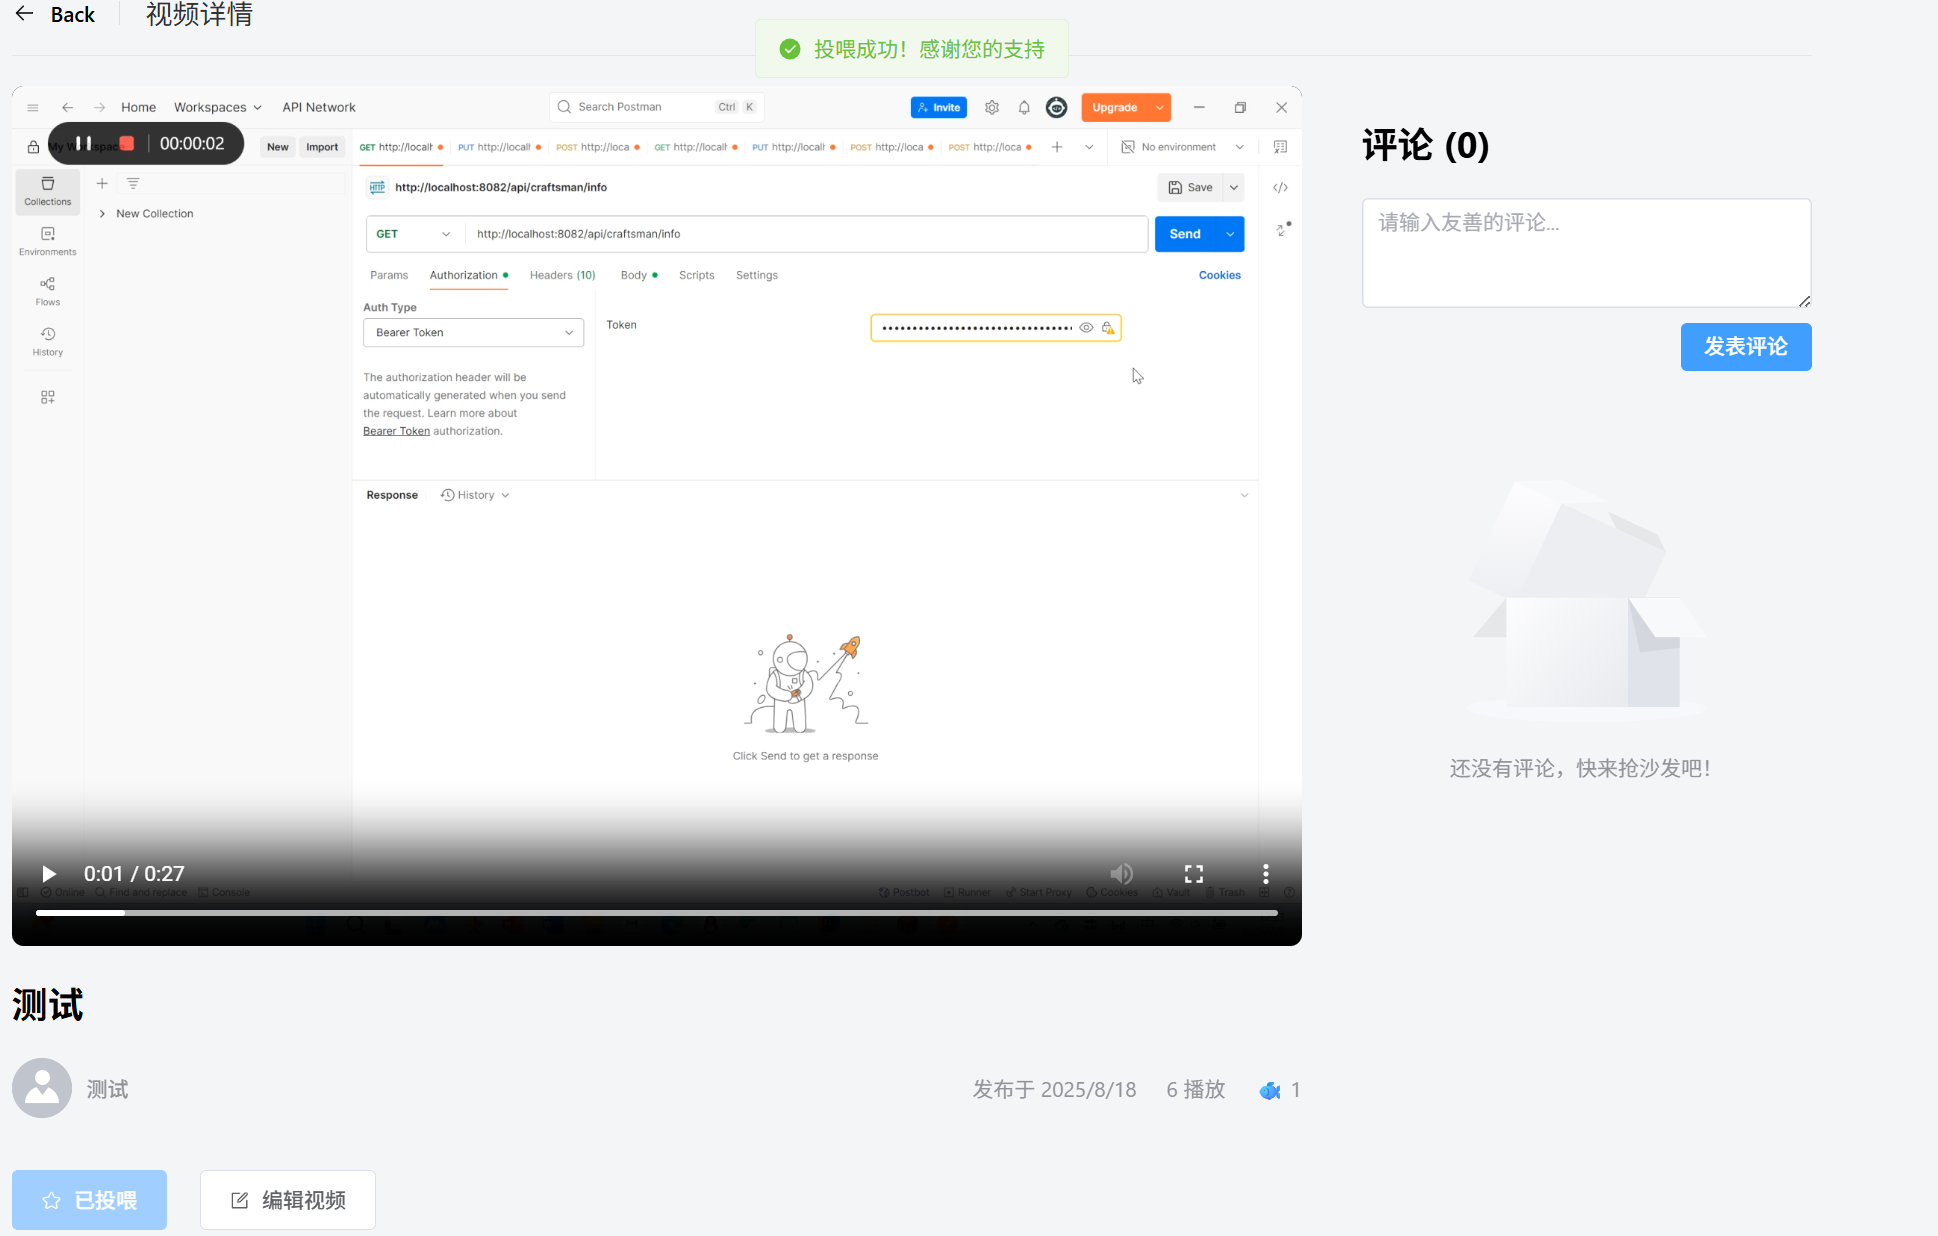 Back
视频详情
投喂成功！感谢您的支持
Home
Workspaces
API Network
Search Postman
Ctrl
K
Invite
Upgrade
00:00:02
New
Import
GET http://localh
PUT http://locall
POST http://loca
GET http://localh
PUT http://localh
POST http://loca
POST http://loca
No environment
Collections
Environments
Flows
History
New Collection
HTTP
http://localhost:8082/api/craftsman/info
Save
GET
http://localhost:8082/api/craftsman/info
Send
Params
Authorization
Headers (10)
Body
Scripts
Settings
Cookies
Auth Type
Bearer Token
Token
The authorization header will be
automatically generated when you send
the request. Learn more about
Bearer Token authorization.
Response
History
Click Send to get a response
0:01 / 0:27
Online
Find and replace
Console
Postbot
Runner
Start Proxy
Cookies
Vault
Trash
评论 (0)
请输入友善的评论...
发表评论
还没有评论，快来抢沙发吧！
测试
测试
发布于 2025/8/18
6 播放
1
已投喂
编辑视频